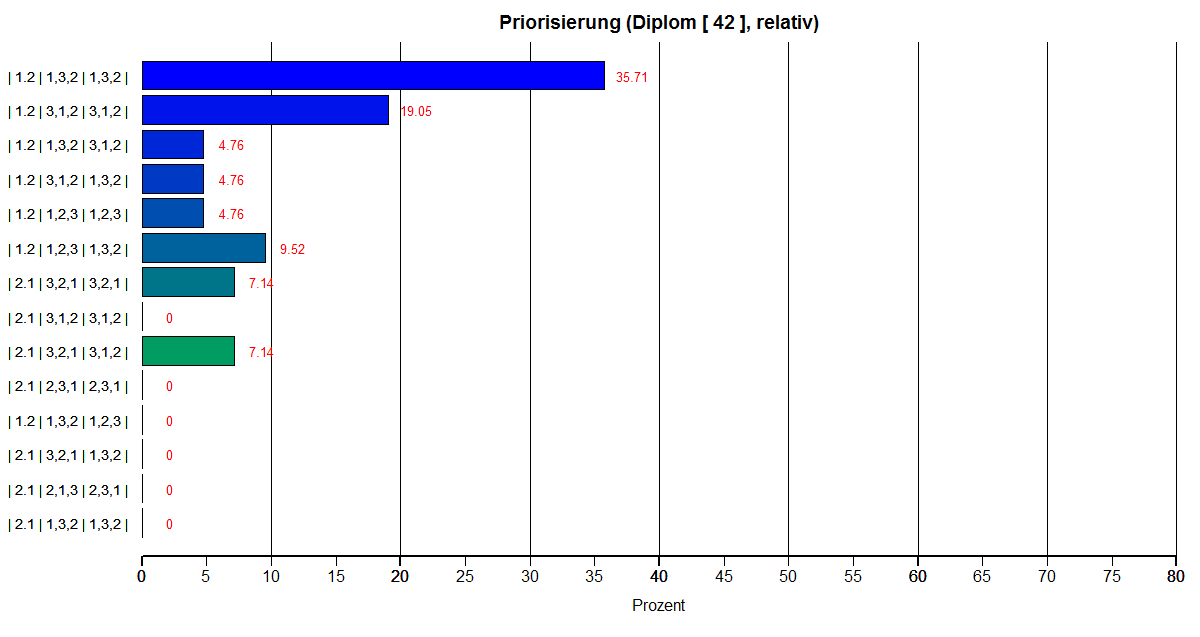 Priorisierung (Diplom [ 42 ], relativ)
| 1.2 | 1,3,2 | 1,3,2 | 35.71
| 1.2 | 3,1,2 | 3,1,2 | 19.05
| 1.2 | 1,3,2 | 3,1,2 | 4.76
| 1.2 | 3,1,2 | 1,3,2 | 4.76
| 1.2 | 1,2,3 | 1,2,3 | 4.76
| 1.2 | 1,2,3 | 1,3,2 | 9.52
| 2.1 | 3,2,1 | 3,2,1 | 7.14
| 2.1 | 3,1,2 | 3,1,2 | 0
| 2.1 | 3,2,1 | 3,1,2 | 7.14
| 2.1 | 2,3,1 | 2,3,1 | 0
| 1.2 | 1,3,2 | 1,2,3 | 0
| 2.1 | 3,2,1 | 1,3,2 | 0
| 2.1 | 2,1,3 | 2,3,1 | 0
| 2.1 | 1,3,2 | 1,3,2 | 0
0 5 10 15 20 25 30 35 40 45 50 55 60 65 70 75 80
Prozent